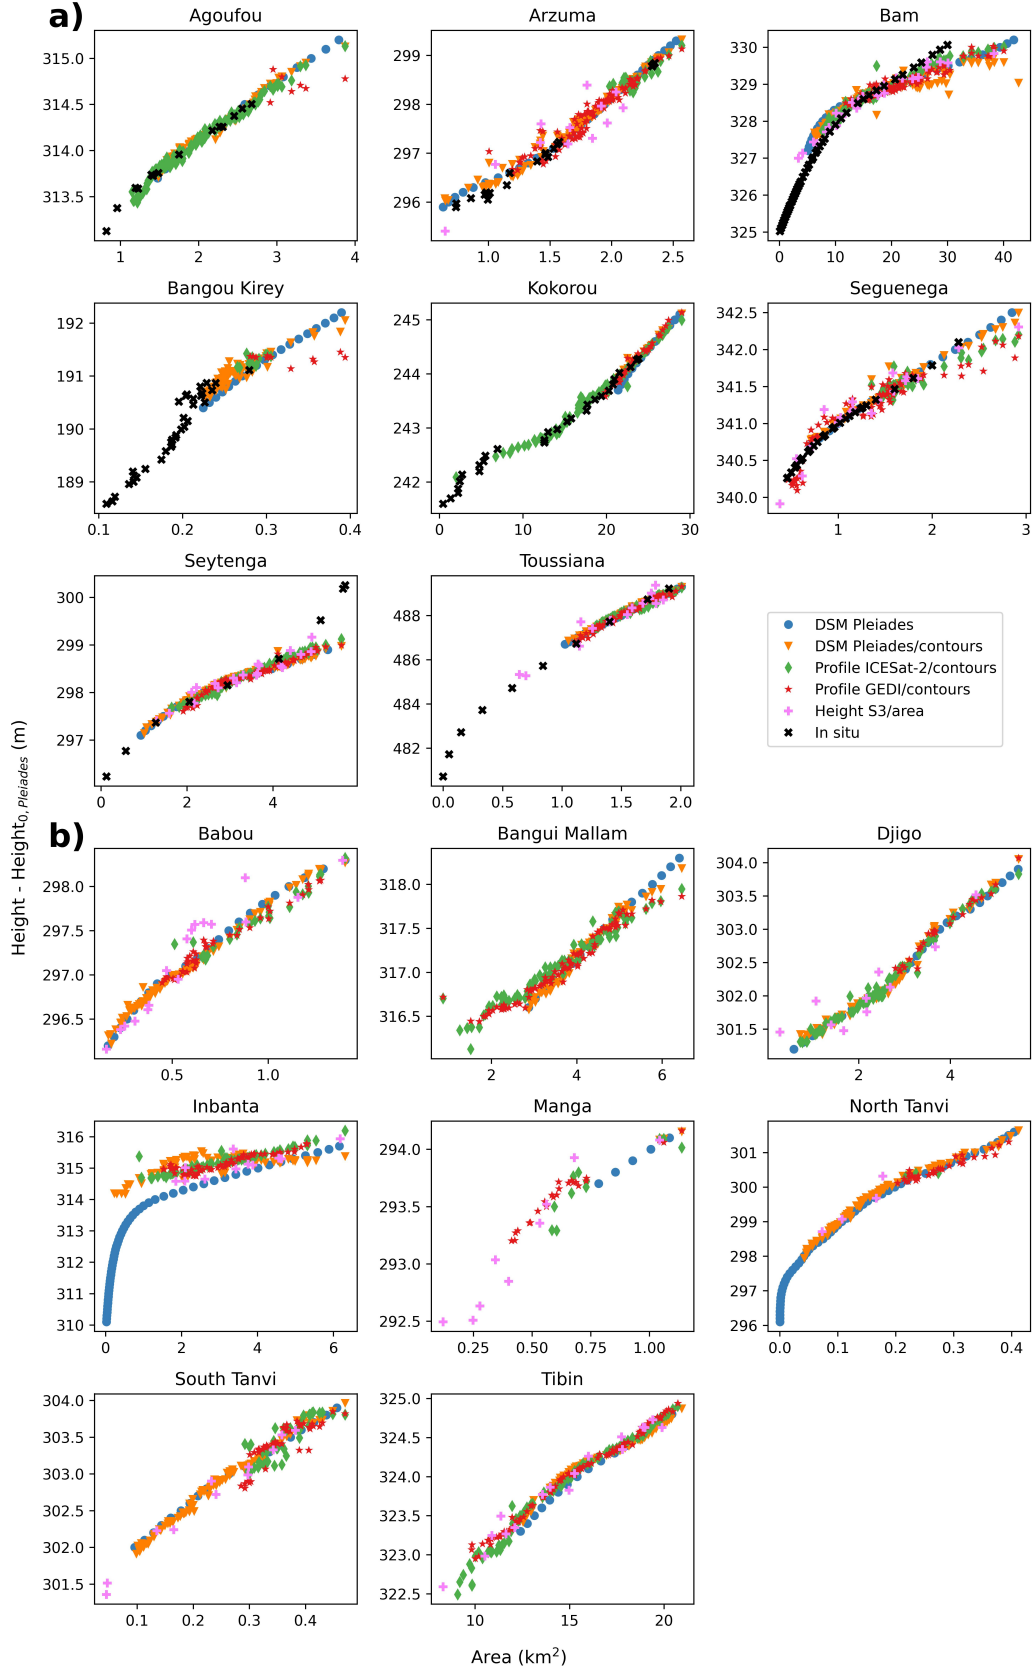 a)
Agoufou
Arzuma
Bam
315.0
314.5
314.0
313.5
1 2 3 4
299
298
297
296
1.0 1.5 2.0 2.5
330
329
328
327
326
325
0 10 20 30 40
Bangou Kirey
Kokorou
Seguenega
192
191
190
189
0.1 0.2 0.3 0.4
245
244
243
242
0 10 20 30
342.5
342.0
341.5
341.0
340.5
340.0
1 2 3
Seytenga
Toussiana
300
299
298
297
0 2 4
488
486
484
482
0.0 0.5 1.0 1.5 2.0
DSM Pleiades
DSM Pleiades/contours
Profile ICESat-2/contours
Profile GEDI/contours
Height S3/area
In situ
Height - Height0, Pleiades (m)
b)
Babou
Bangui Mallam
Djigo
298.0
297.5
297.0
296.5
0.5 1.0
318.0
317.5
317.0
316.5
2 4 6
304.0
303.5
303.0
302.5
302.0
301.5
2 4
Inbanta
Manga
North Tanvi
316
315
314
313
312
311
310
0 2 4 6
294.0
293.5
293.0
292.5
0.25 0.50 0.75 1.00
301
300
299
298
297
296
0.0 0.1 0.2 0.3 0.4
South Tanvi
Tibin
304.0
303.5
303.0
302.5
302.0
301.5
0.1 0.2 0.3 0.4
325.0
324.5
324.0
323.5
323.0
322.5
10 15 20
Area (km²)